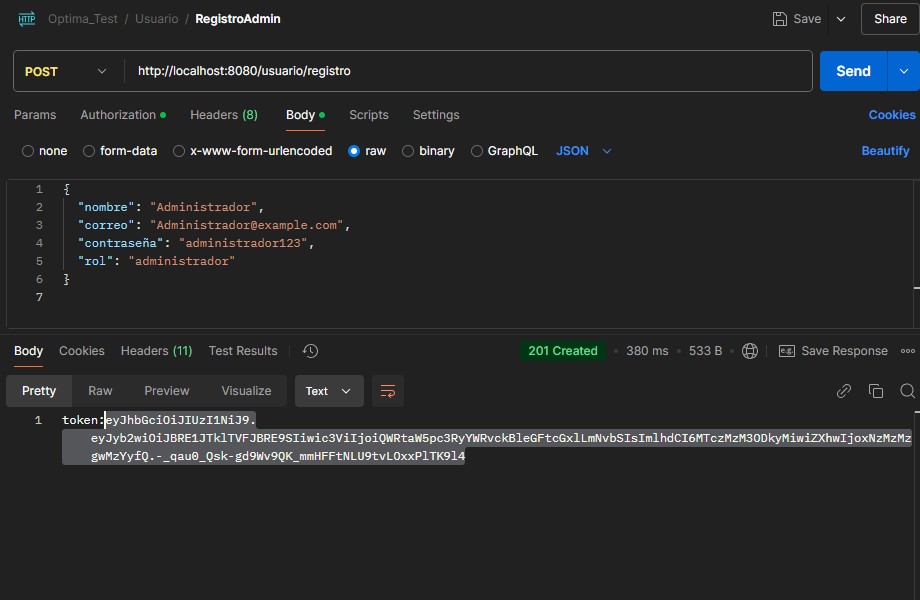 HTTP Optima_Test / Usuario / RegistroAdmin Save Share
POST http://localhost:8080/usuario/registro Send
Params Authorization Headers (8) Body Scripts Settings Cookies
none form-data x-www-form-urlencoded raw binary GraphQL JSON Beautify
1 {
2 "nombre": "Administrador",
3 "correo": "Administrador@example.com",
4 "contraseña": "administrador123",
5 "rol": "administrador"
6 }
7
Body Cookies Headers (11) Test Results 201 Created 380 ms 533 B e.g. Save Response
Pretty Raw Preview Visualize Text
1 token:eyJhbGciOiJIUzI1NiJ9.
eyJyb2wiOiJBRE1JTklTVFJBRE9SIiwic3ViIjoiQWRtaW5pc3RyYWRvckBleGFtcGxlLmNvbSIsImlhdCI6MTczMzM3ODkyMiwiZXhwIjoxNzMzMz
gwMzYyfQ.-_qau0_Qsk-gd9Wv9QK_mmHFFtNLU9tvLOxxPlTK9l4